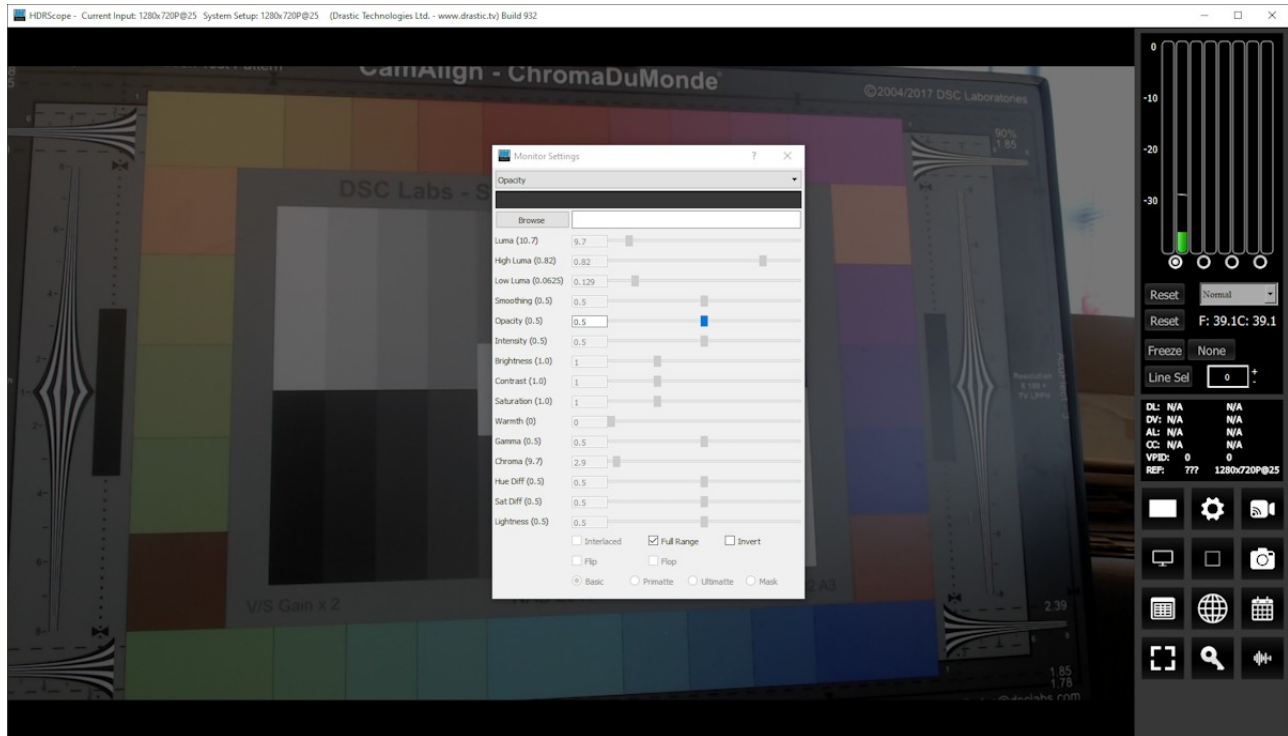 HDRScope - Current Input: 1280x720P@25 System Setup: 1280x720P@25 (Drastic Technologies Ltd. - www.drastic.tv) Build 932
CamAlign - ChromaDuMonde
©2004/2017 DSC Laboratories
90%
1.85
DSC Labs - S
V/S Gain x 2
2.39
1.85
1.78
Monitor Settings
Opacity
Browse
Luma (10.7) 9.7
High Luma (0.82) 0.82
Low Luma (0.0625) 0.129
Smoothing (0.5) 0.5
Opacity (0.5) 0.5
Intensity (0.5) 0.5
Brightness (1.0) 1
Contrast (1.0) 1
Saturation (1.0) 1
Warmth (0) 0
Gamma (0.5) 0.5
Chroma (9.7) 2.9
Hue Diff (0.5) 0.5
Sat Diff (0.5) 0.5
Lightness (0.5) 0.5
Interlaced Full Range Invert
Flip Flop
Basic Primatte Ultimatte Mask
0
-10
-20
-30
Reset Normal
Reset F: 39.1C: 39.1
Freeze None
Line Sel 0 + -
DL: N/A N/A
DV: N/A N/A
AL: N/A N/A
CC: N/A N/A
VPID: 0 0
REF: ??? 1280x720P@25